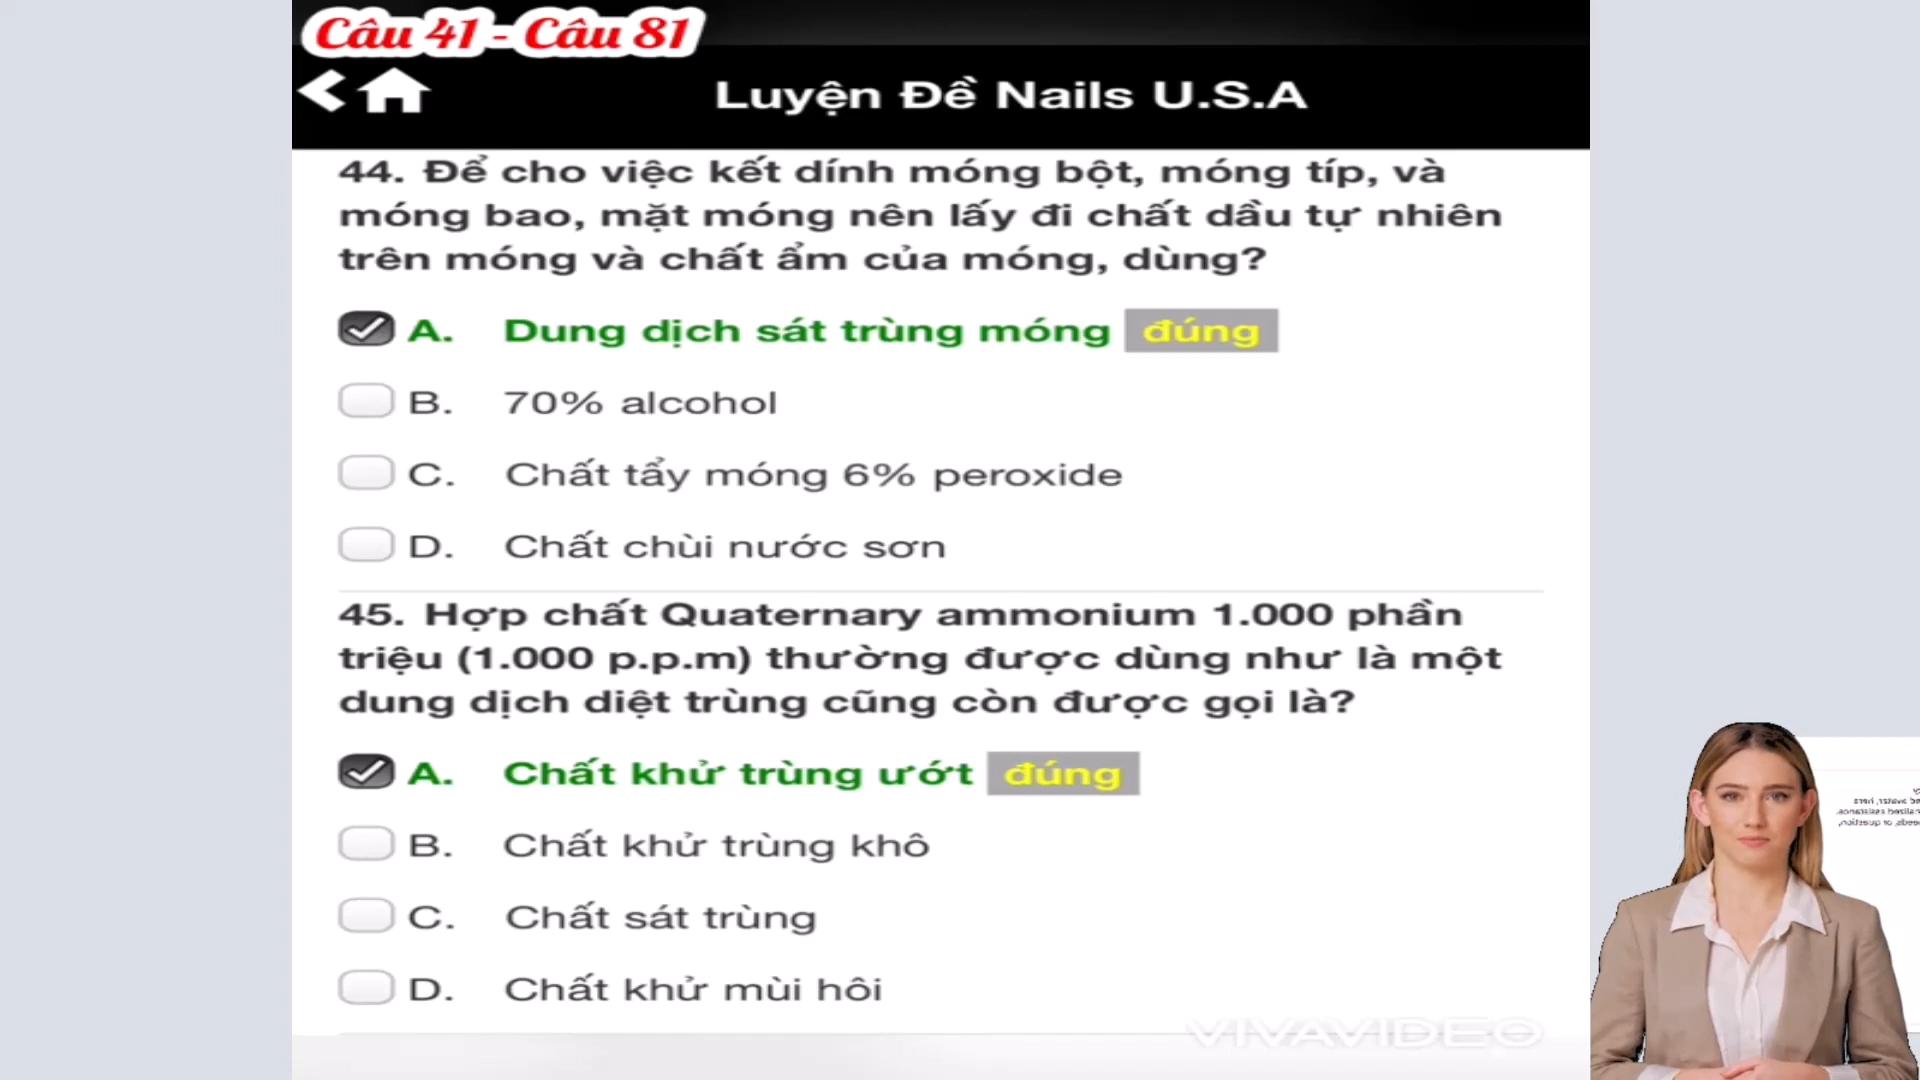 Câu 41 - Câu 81
Luyện Đề Nails U.S.A
44. Để cho việc kết dính móng bột, móng típ, và
móng bao, mặt móng nên lấy đi chất dầu tự nhiên
trên móng và chất ẩm của móng, dùng?
A. Dung dịch sát trùng móng đúng
B. 70% alcohol
C. Chất tẩy móng 6% peroxide
D. Chất chùi nước sơn
45. Hợp chất Quaternary ammonium 1.000 phần
triệu (1.000 p.p.m) thường được dùng như là một
dung dịch diệt trùng cũng còn được gọi là?
A. Chất khử trùng ướt đúng
B. Chất khử trùng khô
C. Chất sát trùng
D. Chất khử mùi hôi
VIVAVIDEO